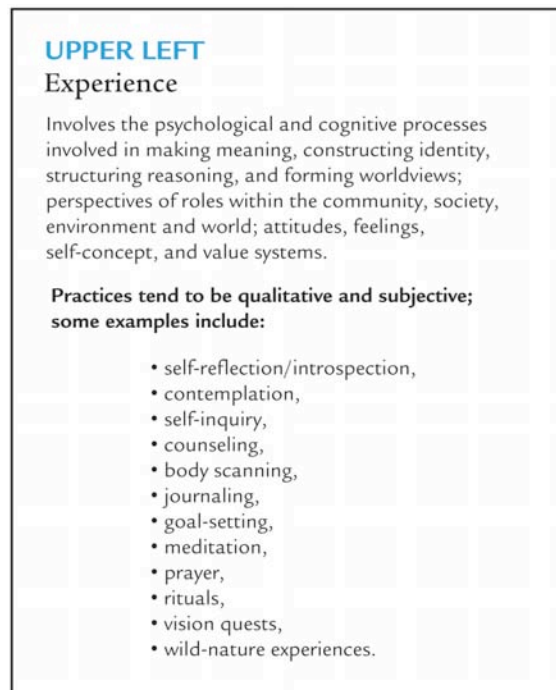 UPPER LEFT
Experience
Involves the psychological and cognitive processes
involved in making meaning, constructing identity,
structuring reasoning, and forming worldviews;
perspectives of roles within the community, society,
environment and world; attitudes, feelings,
self-concept, and value systems.
Practices tend to be qualitative and subjective;
some examples include:
• self-reflection/introspection,
• contemplation,
• self-inquiry,
• counseling,
• body scanning,
• journaling,
• goal-setting,
• meditation,
• prayer,
• rituals,
• vision quests,
• wild-nature experiences.